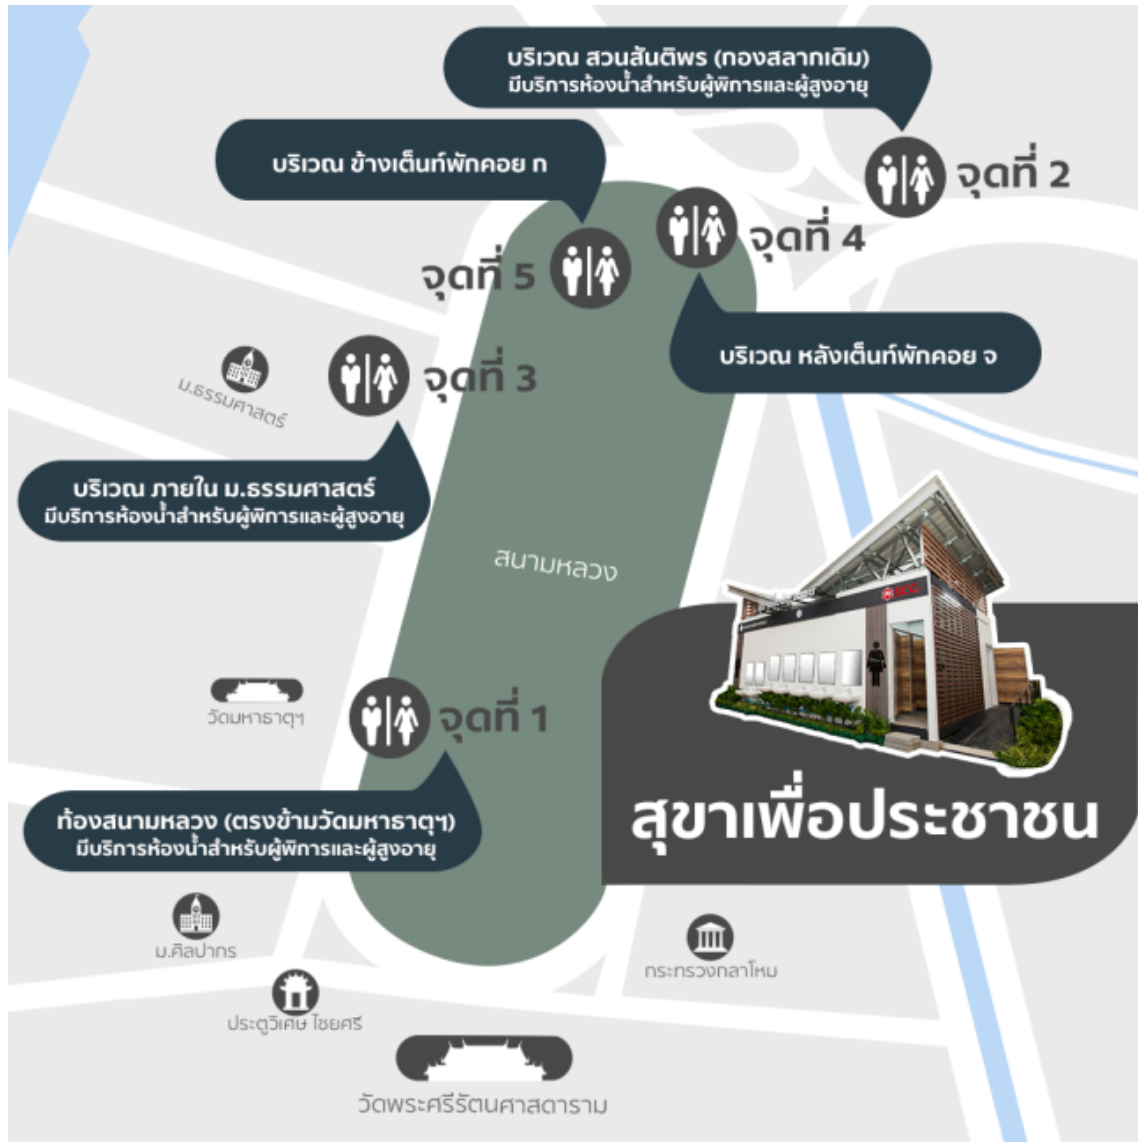 บริเวณ สวนสันติพร (กองสลากเดิม)
มีบริการห้องน้ำสำหรับผู้พิการและผู้สูงอายุ
จุดที่ 2
บริเวณ ข้างเต็นท์พักคอย ก
จุดที่ 4
จุดที่ 5
บริเวณ หลังเต็นท์พักคอย จ
จุดที่ 3
ม.ธรรมศาสตร์
บริเวณ ภายใน ม.ธรรมศาสตร์
มีบริการห้องน้ำสำหรับผู้พิการและผู้สูงอายุ
สนามหลวง
SCG
วัดมหาธาตุฯ
จุดที่ 1
ท้องสนามหลวง (ตรงข้ามวัดมหาธาตุฯ)
มีบริการห้องน้ำสำหรับผู้พิการและผู้สูงอายุ
สุขาเพื่อประชาชน
ม.ศิลปากร
กระทรวงกลาโหม
ประตูวิเศษ ไชยศรี
วัดพระศรีรัตนศาสดาราม